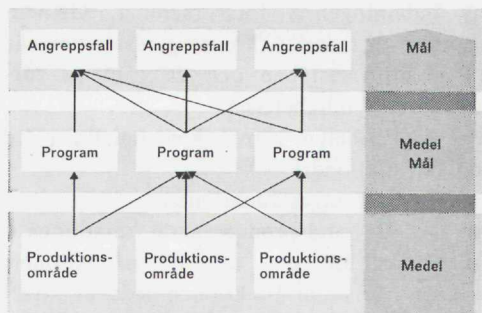 Angreppsfall Angreppsfall Angreppsfall Mål
Program Program Program Medel
Mål
Produktions-
område Produktions-
område Produktions-
område Medel